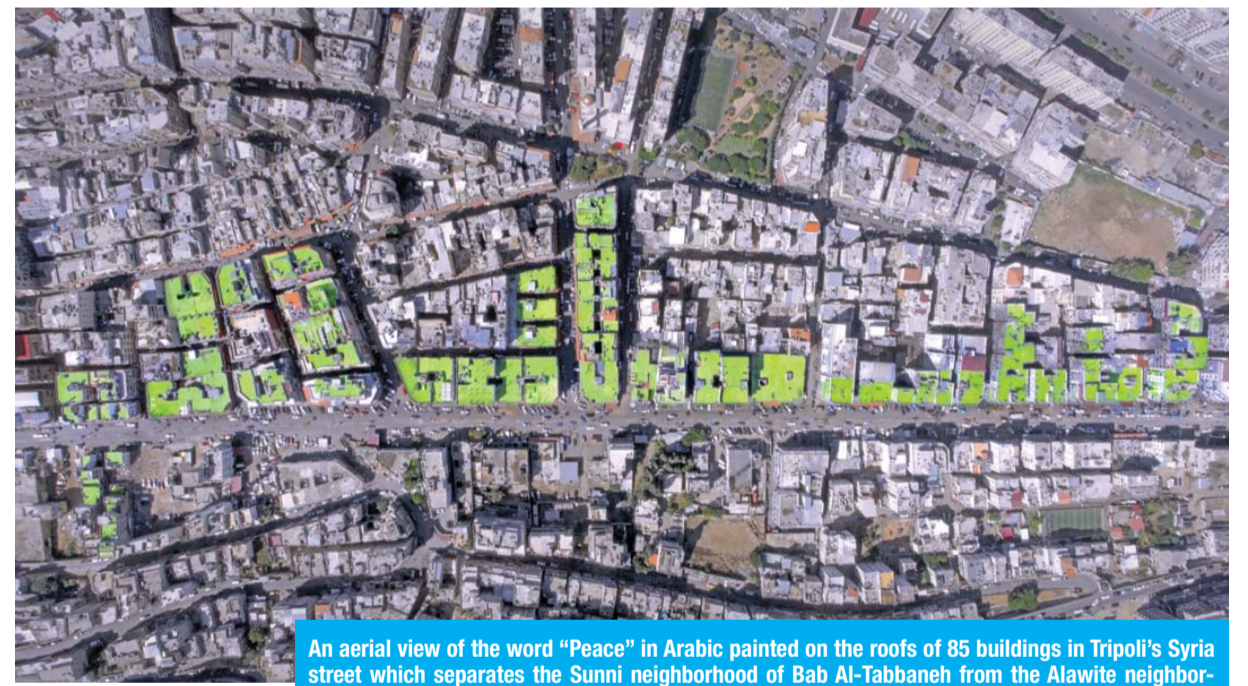 سلام
An aerial view of the word “Peace” in Arabic painted on the roofs of 85 buildings in Tripoli’s Syria
street which separates the Sunni neighborhood of Bab Al-Tabbaneh from the Alawite neighbor-